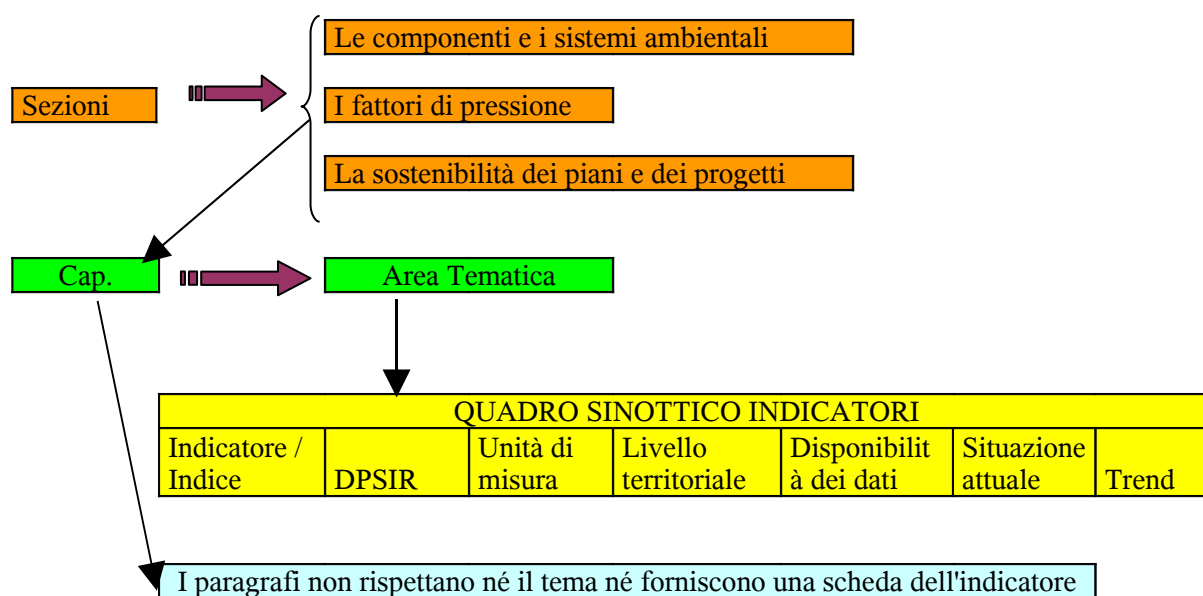 Le componenti e i sistemi ambientali
Sezioni
I fattori di pressione
La sostenibilità dei piani e dei progetti
Cap.
Area Tematica
QUADRO SINOTTICO INDICATORI
Indicatore /
Indice
DPSIR
Unità di
misura
Livello
territoriale
Disponibilit
à dei dati
Situazione
attuale
Trend
I paragrafi non rispettano né il tema né forniscono una scheda dell'indicatore